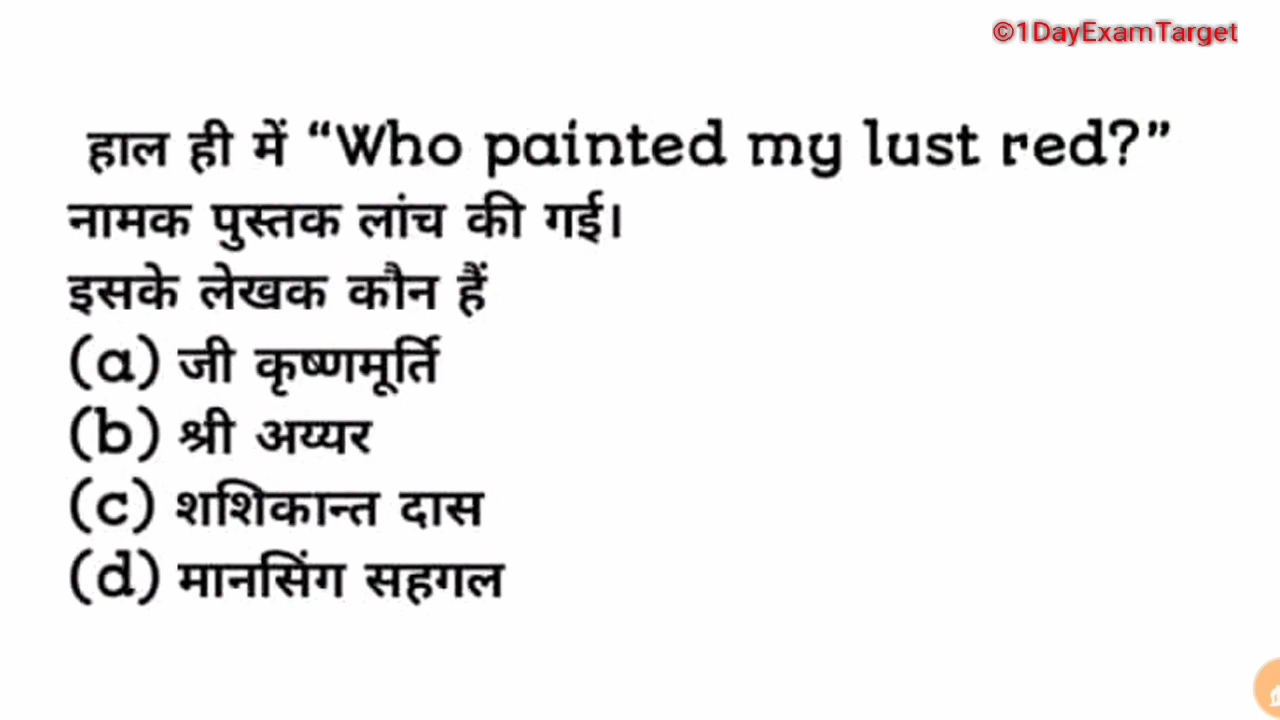 ©1DayExamTarget
हाल ही में “Who painted my lust red?”
नामक पुस्तक लांच की गई।
इसके लेखक कौन हैं
(a) जी कृष्णमूर्ति
(b) श्री अय्यर
(c) शशिकान्त दास
(d) मानसिंग सहगल